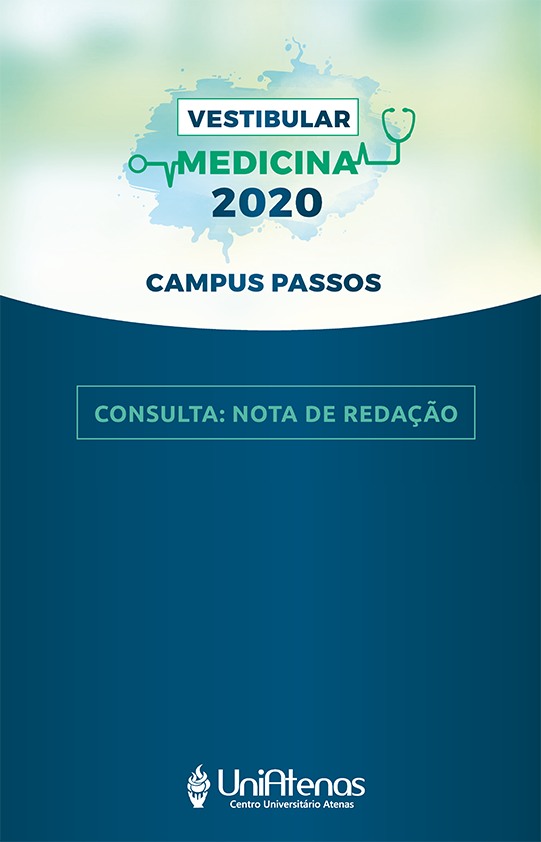 VESTIBULAR
MEDICINA
2020
CAMPUS PASSOS
CONSULTA: NOTA DE REDAÇÃO
UniAtenas
Centro Universitário Atenas